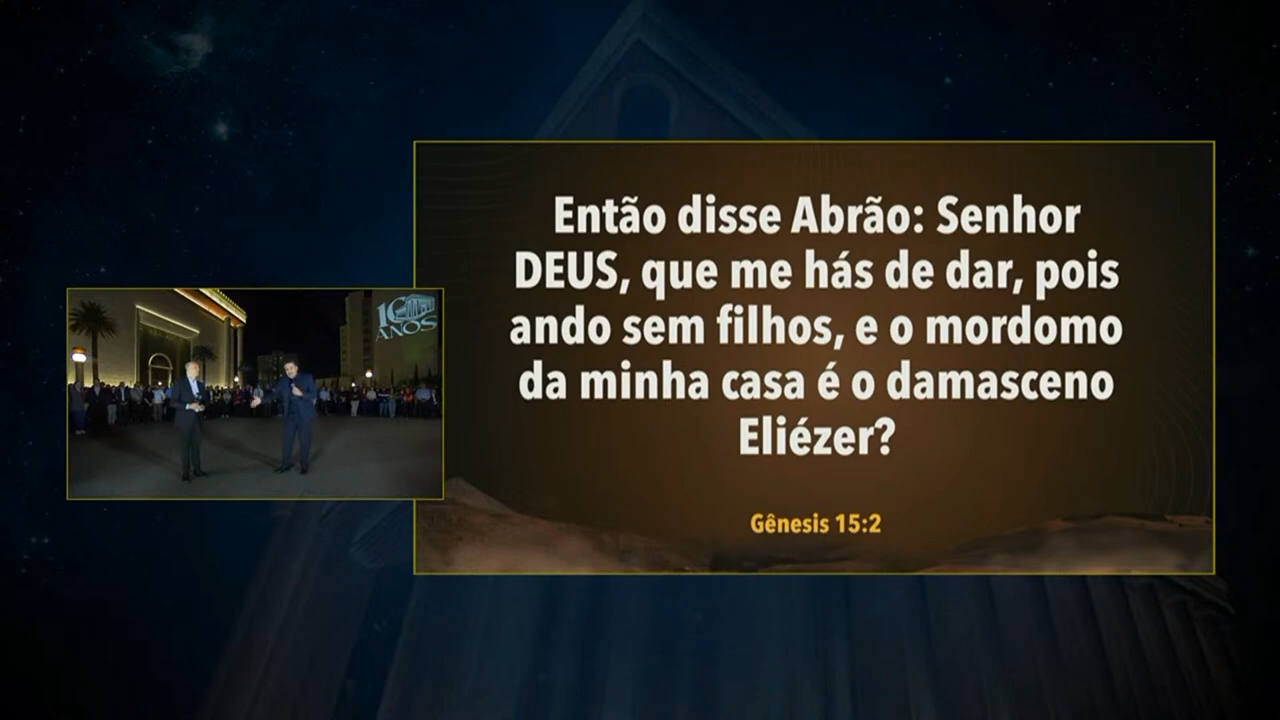 10
ANOS
Então disse Abrão: Senhor
DEUS, que me hás de dar, pois
ando sem filhos, e o mordomo
da minha casa é o damasceno
Eliézer?
Gênesis 15:2